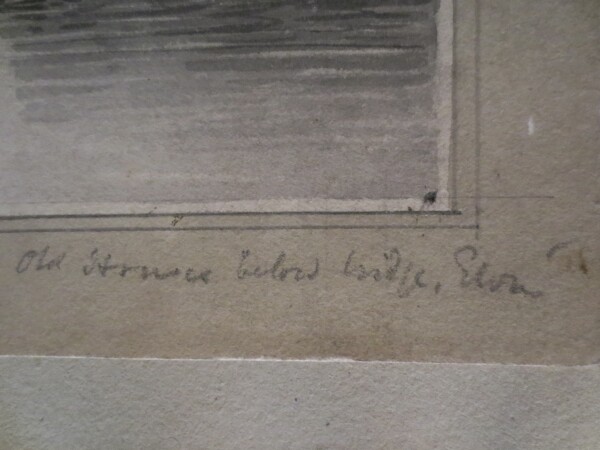 Old Houses below bridge, Eton